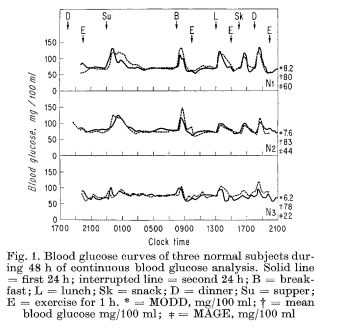 D Su B L Sk D
E E E E
150
100
50
*8.2
†80
‡60
N1
150
100
50
*7.6
†83
‡44
N2
150
100
50
0
*6.2
†78
‡22
N3
Blood glucose, mg/100 ml
1700 2100 0100 0500 0900 1300 1700 2100
Clock time
Fig. 1. Blood glucose curves of three normal subjects dur-
ing 48 h of continuous blood glucose analysis. Solid line
= first 24 h; interrupted line = second 24 h; B = break-
fast; L = lunch; Sk = snack; D = dinner; Su = supper;
E = exercise for 1 h. * = MODD, mg/100 ml; † = mean
blood glucose mg/100 ml; ‡ = MAGE, mg/100 ml